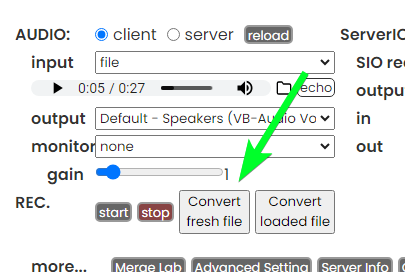 AUDIO: client server reload ServerIO
input file SIO rec
0:05 / 0:27 echo outpu
output Default - Speakers (VB-Audio Vo in
monitor none out
gain 1
REC. start stop Convert fresh file Convert loaded file
more... Merge Lab Advanced Setting Server Info